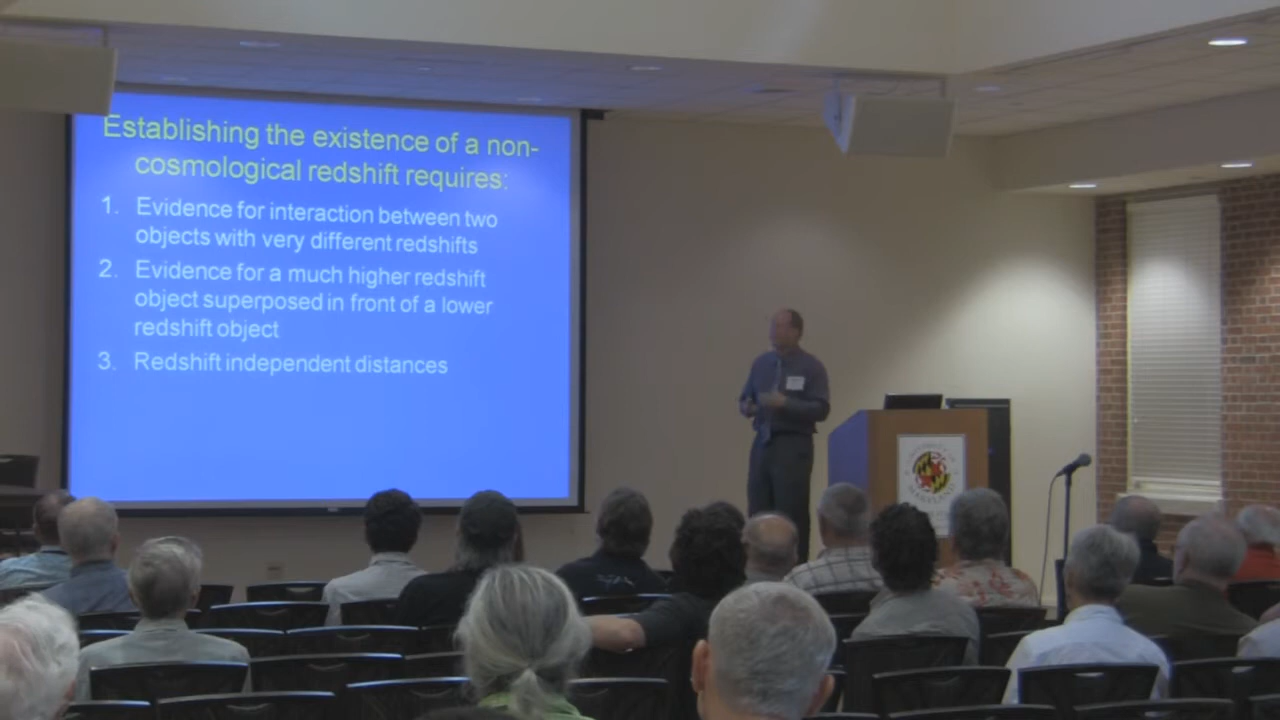 Establishing the existence of a non-
cosmological redshift requires:
1. Evidence for interaction between two
objects with very different redshifts
2. Evidence for a much higher redshift
object superposed in front of a lower
redshift object
3. Redshift independent distances
MARYLAND